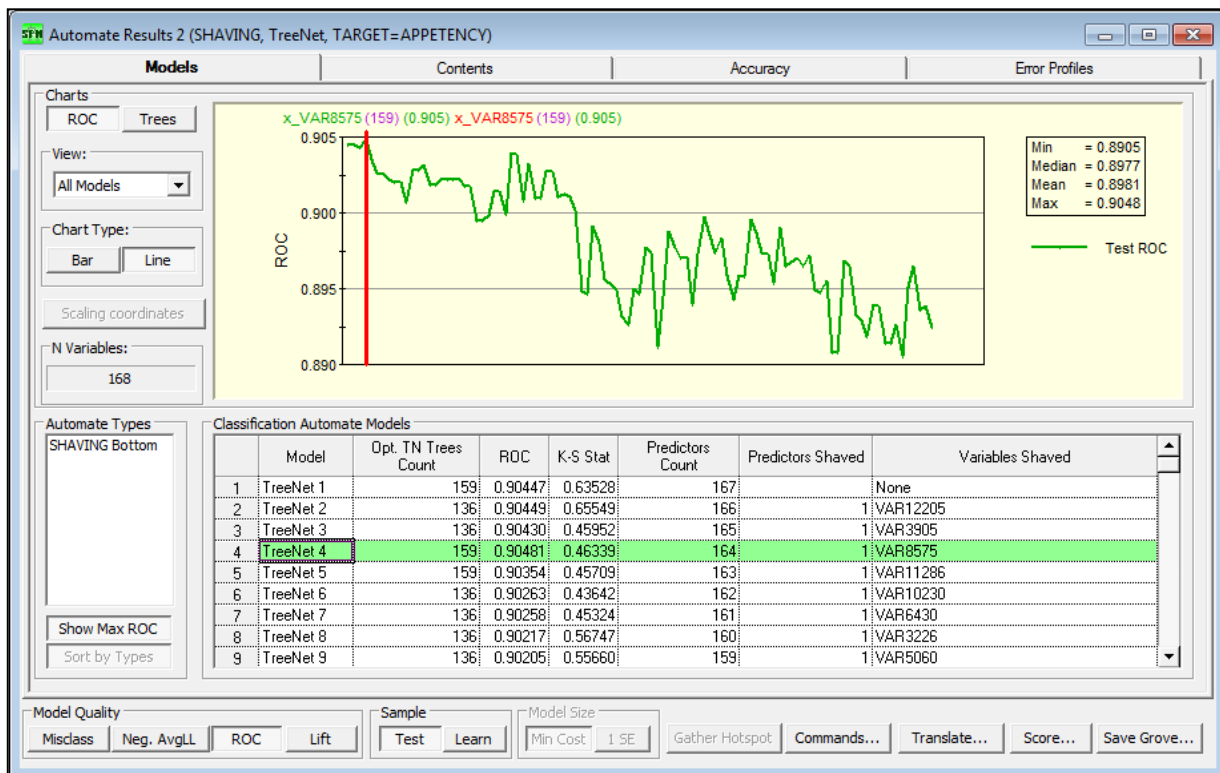 SFM Automate Results 2 (SHAVING, TreeNet, TARGET=APPETENCY)
Models Contents Accuracy Error Profiles
Charts
ROC Trees
View:
All Models
Chart Type:
Bar Line
Scaling coordinates
N Variables:
168
x_VAR8575 (159) (0.905) x_VAR8575 (159) (0.905)
0.905
0.900
0.895
0.890
ROC
Min = 0.8905
Median = 0.8977
Mean = 0.8981
Max = 0.9048
Test ROC
Automate Types
SHAVING Bottom
Show Max ROC
Sort by Types
Classification Automate Models
Model Opt. TN Trees Count ROC K-S Stat Predictors Count Predictors Shaved Variables Shaved
1 TreeNet 1 159 0.90447 0.63528 167 None
2 TreeNet 2 136 0.90449 0.65549 166 1 VAR12205
3 TreeNet 3 136 0.90430 0.45952 165 1 VAR3905
4 TreeNet 4 159 0.90481 0.46339 164 1 VAR8575
5 TreeNet 5 159 0.90354 0.45709 163 1 VAR11286
6 TreeNet 6 136 0.90263 0.43642 162 1 VAR10230
7 TreeNet 7 136 0.90258 0.45324 161 1 VAR6430
8 TreeNet 8 136 0.90217 0.56747 160 1 VAR3226
9 TreeNet 9 136 0.90205 0.55660 159 1 VAR5060
Model Quality
Misclass Neg. AvgLL ROC Lift
Sample
Test Learn
Model Size
Min Cost 1 SE
Gather Hotspot Commands... Translate... Score... Save Grove...